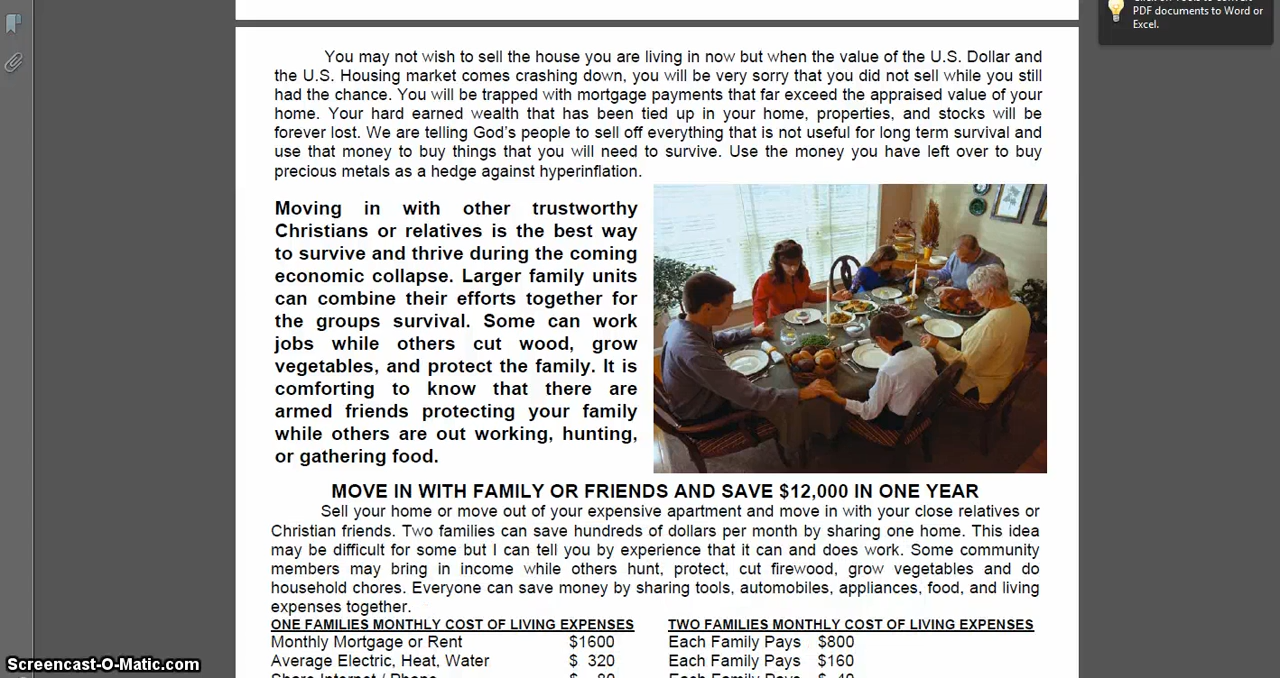 Click on Tools to convert
PDF documents to Word or
Excel.
You may not wish to sell the house you are living in now but when the value of the U.S. Dollar and
the U.S. Housing market comes crashing down, you will be very sorry that you did not sell while you still
had the chance. You will be trapped with mortgage payments that far exceed the appraised value of your
home. Your hard earned wealth that has been tied up in your home, properties, and stocks will be
forever lost. We are telling God's people to sell off everything that is not useful for long term survival and
use that money to buy things that you will need to survive. Use the money you have left over to buy
precious metals as a hedge against hyperinflation.
Moving in with other trustworthy
Christians or relatives is the best way
to survive and thrive during the coming
economic collapse. Larger family units
can combine their efforts together for
the groups survival. Some can work
jobs while others cut wood, grow
vegetables, and protect the family. It is
comforting to know that there are
armed friends protecting your family
while others are out working, hunting,
or gathering food.
MOVE IN WITH FAMILY OR FRIENDS AND SAVE $12,000 IN ONE YEAR
Sell your home or move out of your expensive apartment and move in with your close relatives or
Christian friends. Two families can save hundreds of dollars per month by sharing one home. This idea
may be difficult for some but I can tell you by experience that it can and does work. Some community
members may bring in income while others hunt, protect, cut firewood, grow vegetables and do
household chores. Everyone can save money by sharing tools, automobiles, appliances, food, and living
expenses together.
ONE FAMILIES MONTHLY COST OF LIVING EXPENSES TWO FAMILIES MONTHLY COST OF LIVING EXPENSES
Monthly Mortgage or Rent $1600 Each Family Pays $800
Average Electric, Heat, Water $ 320 Each Family Pays $160
Share Internet / Phone $ 80 Each Family Pays $ 40
Screencast-O-Matic.com